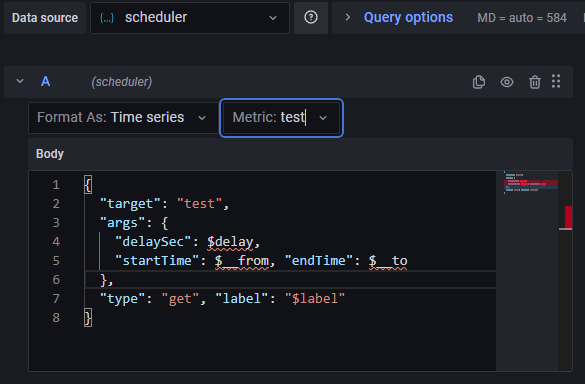 Data source {...} scheduler Query options MD = auto = 584
A (scheduler)
Format As: Time series Metric: test
Body
1 {
2 "target": "test",
3 "args": {
4 "delaySec": $delay,
5 "startTime": $__from, "endTime": $__to
6 },
7 "type": "get", "label": "$label"
8 }